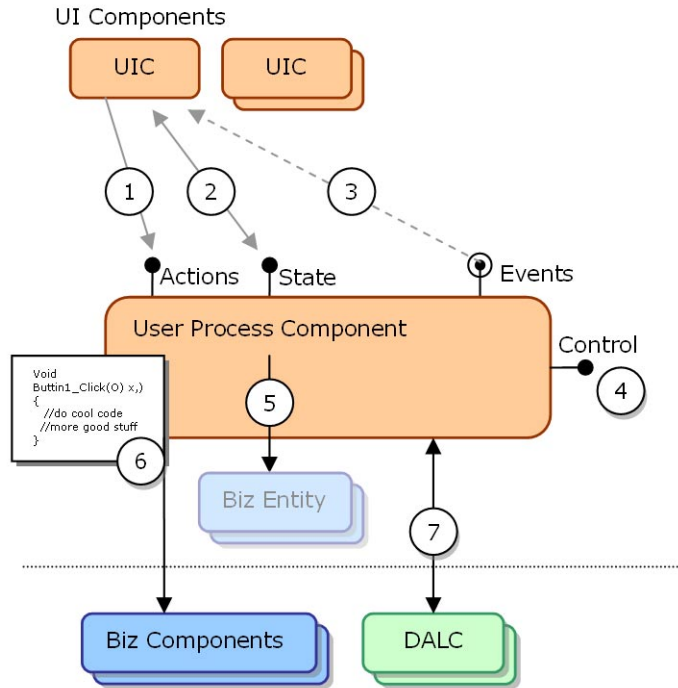 UI Components
UIC
UIC
1
2
3
Actions
State
Events
User Process Component
Control
4
Void
Buttin1_Click(O) x,)
{
//do cool code
//more good stuff
}
5
6
Biz Entity
7
Biz Components
DALC